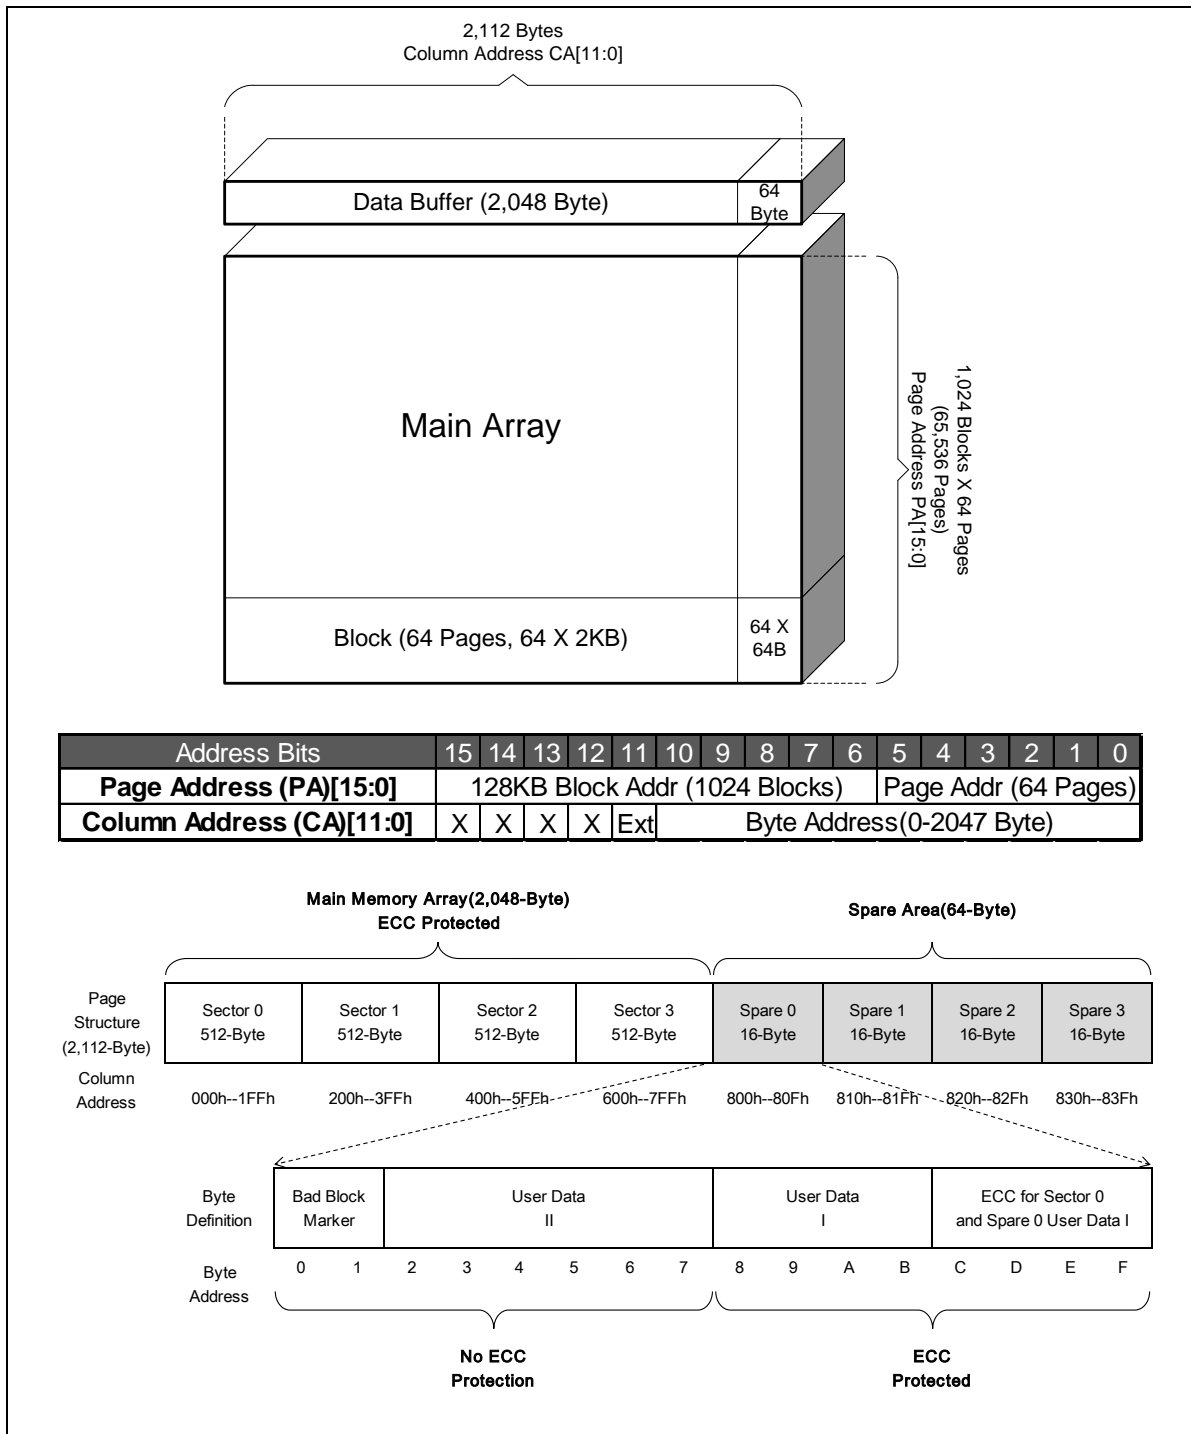 2,112 Bytes
Column Address CA[11:0]
Data Buffer (2,048 Byte)
64
Byte
Main Array
1,024 Blocks X 64 Pages
(65,536 Pages)
Page Address PA[15:0]
Block (64 Pages, 64 X 2KB)
64 X
64B
Address Bits 15 14 13 12 11 10 9 8 7 6 5 4 3 2 1 0
Page Address (PA)[15:0] 128KB Block Addr (1024 Blocks) Page Addr (64 Pages)
Column Address (CA)[11:0] X X X X Ext Byte Address(0-2047 Byte)
Main Memory Array(2,048-Byte)
ECC Protected
Spare Area(64-Byte)
Page
Structure
(2,112-Byte)
Sector 0
512-Byte
Sector 1
512-Byte
Sector 2
512-Byte
Sector 3
512-Byte
Spare 0
16-Byte
Spare 1
16-Byte
Spare 2
16-Byte
Spare 3
16-Byte
Column
Address
000h--1FFh 200h--3FFh 400h--5FFh 600h--7FFh 800h--80Fh 810h--81Fh 820h--82Fh 830h--83Fh
Byte
Definition
Bad Block
Marker
User Data
II
User Data
I
ECC for Sector 0
and Spare 0 User Data I
Byte
Address
0 1 2 3 4 5 6 7 8 9 A B C D E F
No ECC
Protection
ECC
Protected